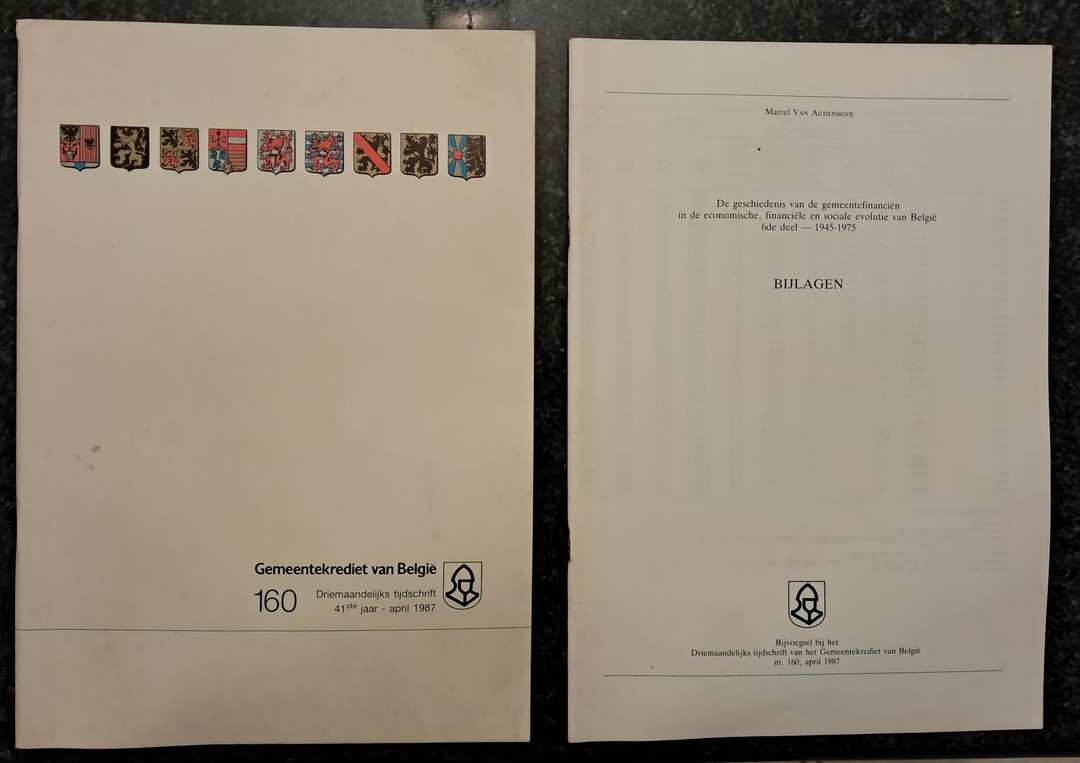 Gemeentekrediet van België
160
Driemaandelijks tijdschrift
41ste jaar - april 1987
Marcel VAN AUDENHOVE
De geschiedenis van de gemeentefinanciën
in de economische, financiële en sociale evolutie van België
6de deel — 1945-1975
BIJLAGEN
Bijvoegsel bij het
Driemaandelijks tijdschrift van het Gemeentekrediet van België
nr. 160, april 1987